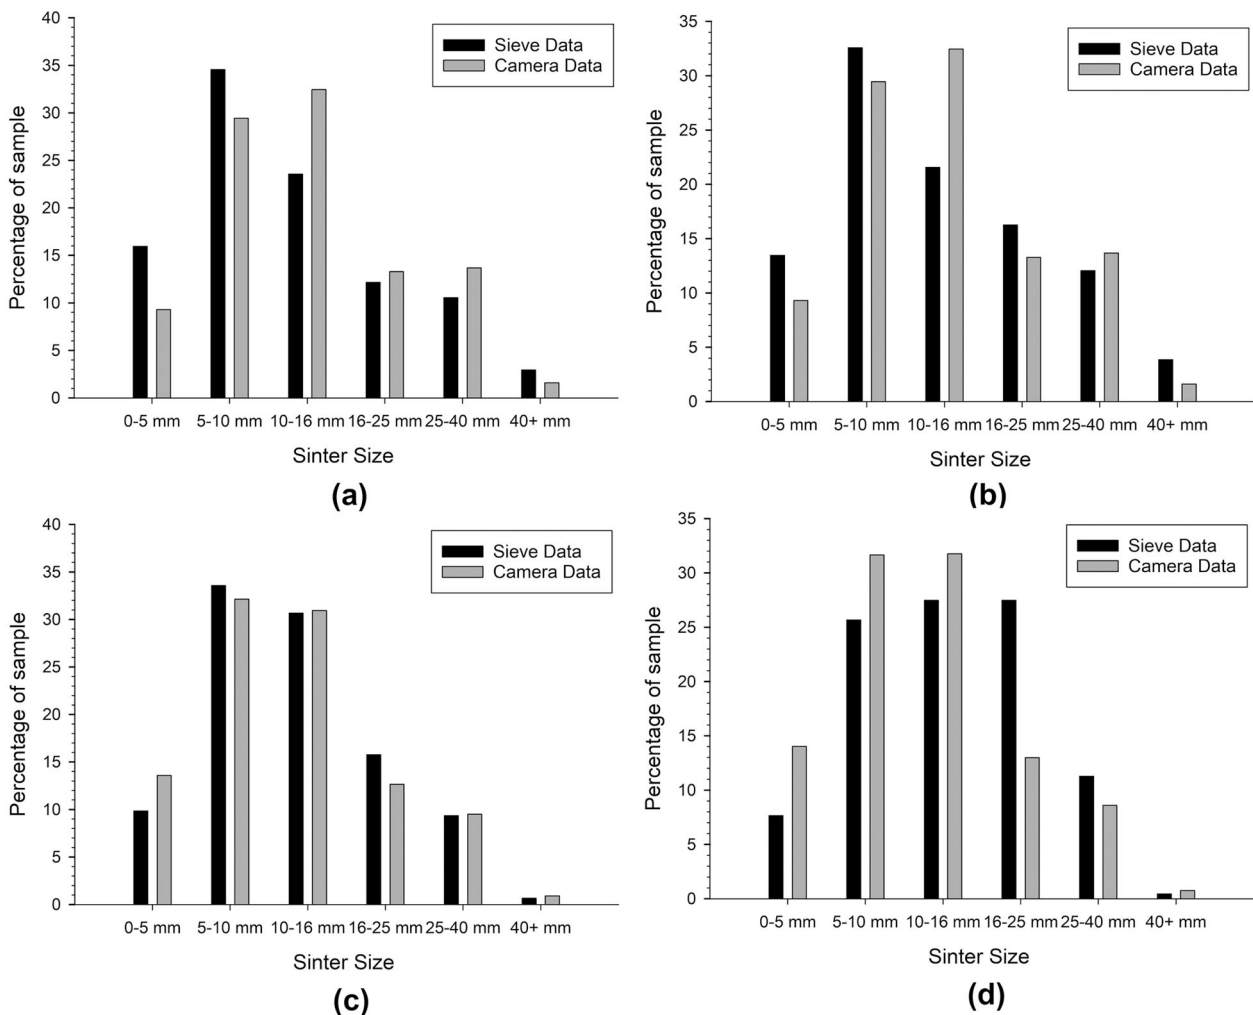 40
35
30
25
20
15
10
5
0
Percentage of sample
Sieve Data
Camera Data
0-5 mm 5-10 mm 10-16 mm 16-25 mm 25-40 mm 40+ mm
Sinter Size
(a)
35
30
25
20
15
10
5
0
Percentage of sample
Sieve Data
Camera Data
0-5 mm 5-10 mm 10-16 mm 16-25 mm 25-40 mm 40+ mm
Sinter Size
(b)
40
35
30
25
20
15
10
5
0
Percentage of sample
Sieve Data
Camera Data
0-5 mm 5-10 mm 10-16 mm 16-25 mm 25-40 mm 40+ mm
Sinter Size
(c)
35
30
25
20
15
10
5
0
Percentage of sample
Sieve Data
Camera Data
0-5 mm 5-10 mm 10-16 mm 16-25 mm 25-40 mm 40+ mm
Sinter Size
(d)